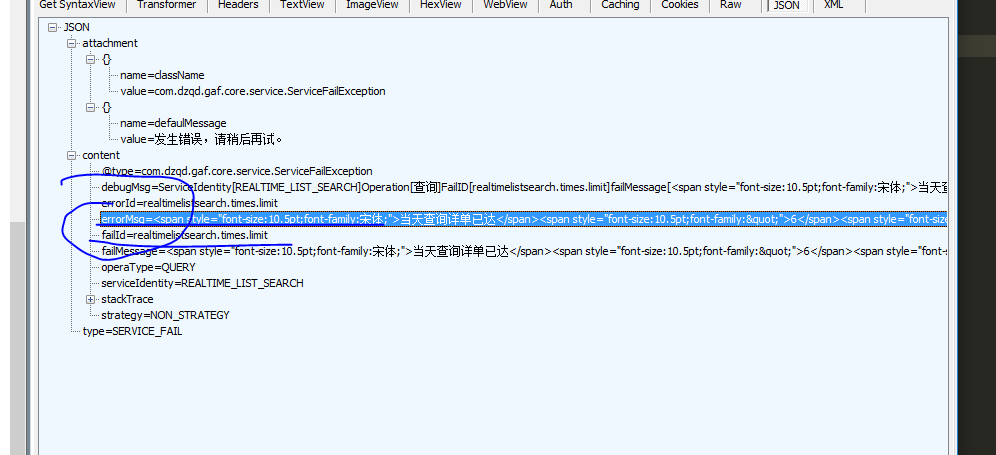 Get SyntaxView Transformer Headers TextView ImageView HexView WebView Auth Caching Cookies Raw JSON XML
JSON
attachment
{}
name=className
value=com.dzqd.gaf.core.service.ServiceFailException
{}
name=defaulMessage
value=发生错误，请稍后再试。
content
@type=com.dzqd.gaf.core.service.ServiceFailException
debugMsg=ServiceIdentity[REALTIME_LIST_SEARCH]Operation[查询]FailID[realtimelistsearch.times.limit]failMessage[<span style="font-size:10.5pt;font-family:宋体;">当天查
errorId=realtimelistsearch.times.limit
errorMsg=<span style="font-size:10.5pt;font-family:宋体;">当天查询详单已达</span><span style="font-size:10.5pt;font-family:&quot;">6</span><span style="font-size
failId=realtimelistsearch.times.limit
failMessage=<span style="font-size:10.5pt;font-family:宋体;">当天查询详单已达</span><span style="font-size:10.5pt;font-family:&quot;">6</span><span style="font-s
operaType=QUERY
serviceIdentity=REALTIME_LIST_SEARCH
stackTrace
strategy=NON_STRATEGY
type=SERVICE_FAIL